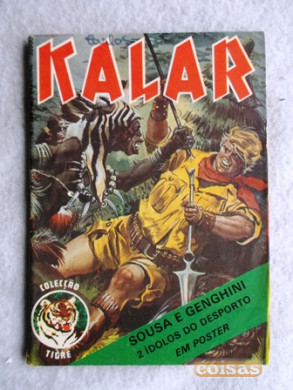 KALAR
SOUSA E GENGHINI
2 ÍDOLOS DO DESPORTO
EM POSTER
COLECÇÃO
TIGRE
coisas